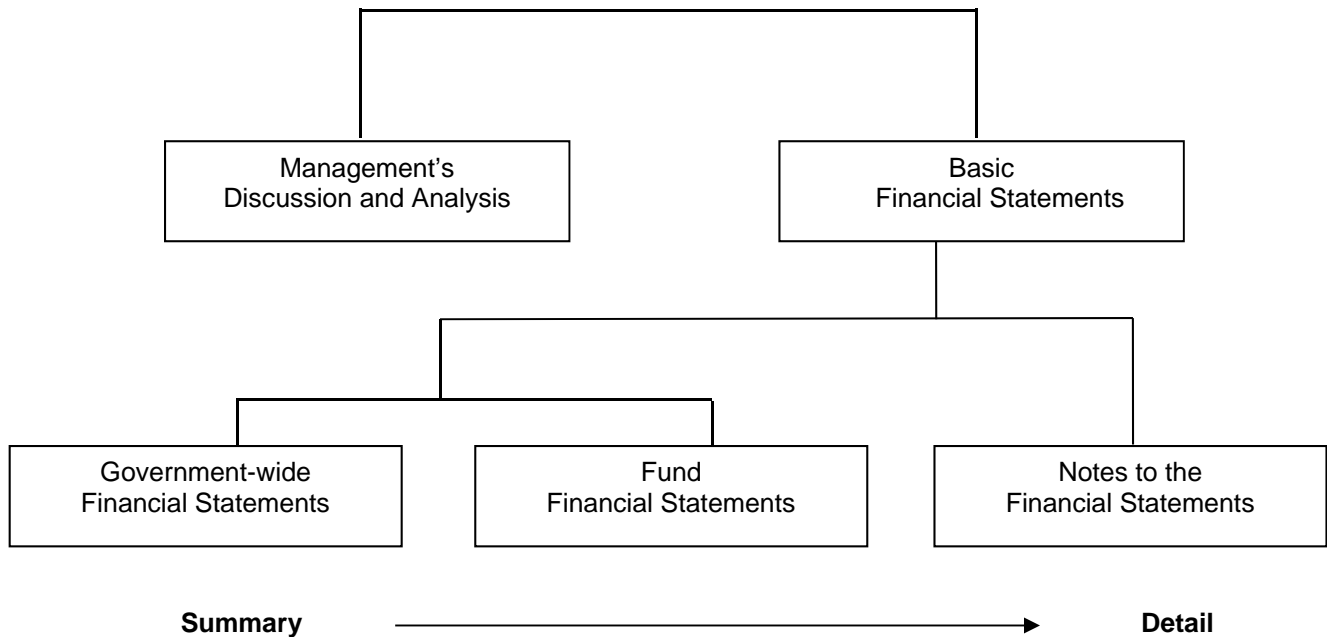 Management’s
Discussion and Analysis
Basic
Financial Statements
Government-wide
Financial Statements
Fund
Financial Statements
Notes to the
Financial Statements
Summary
Detail